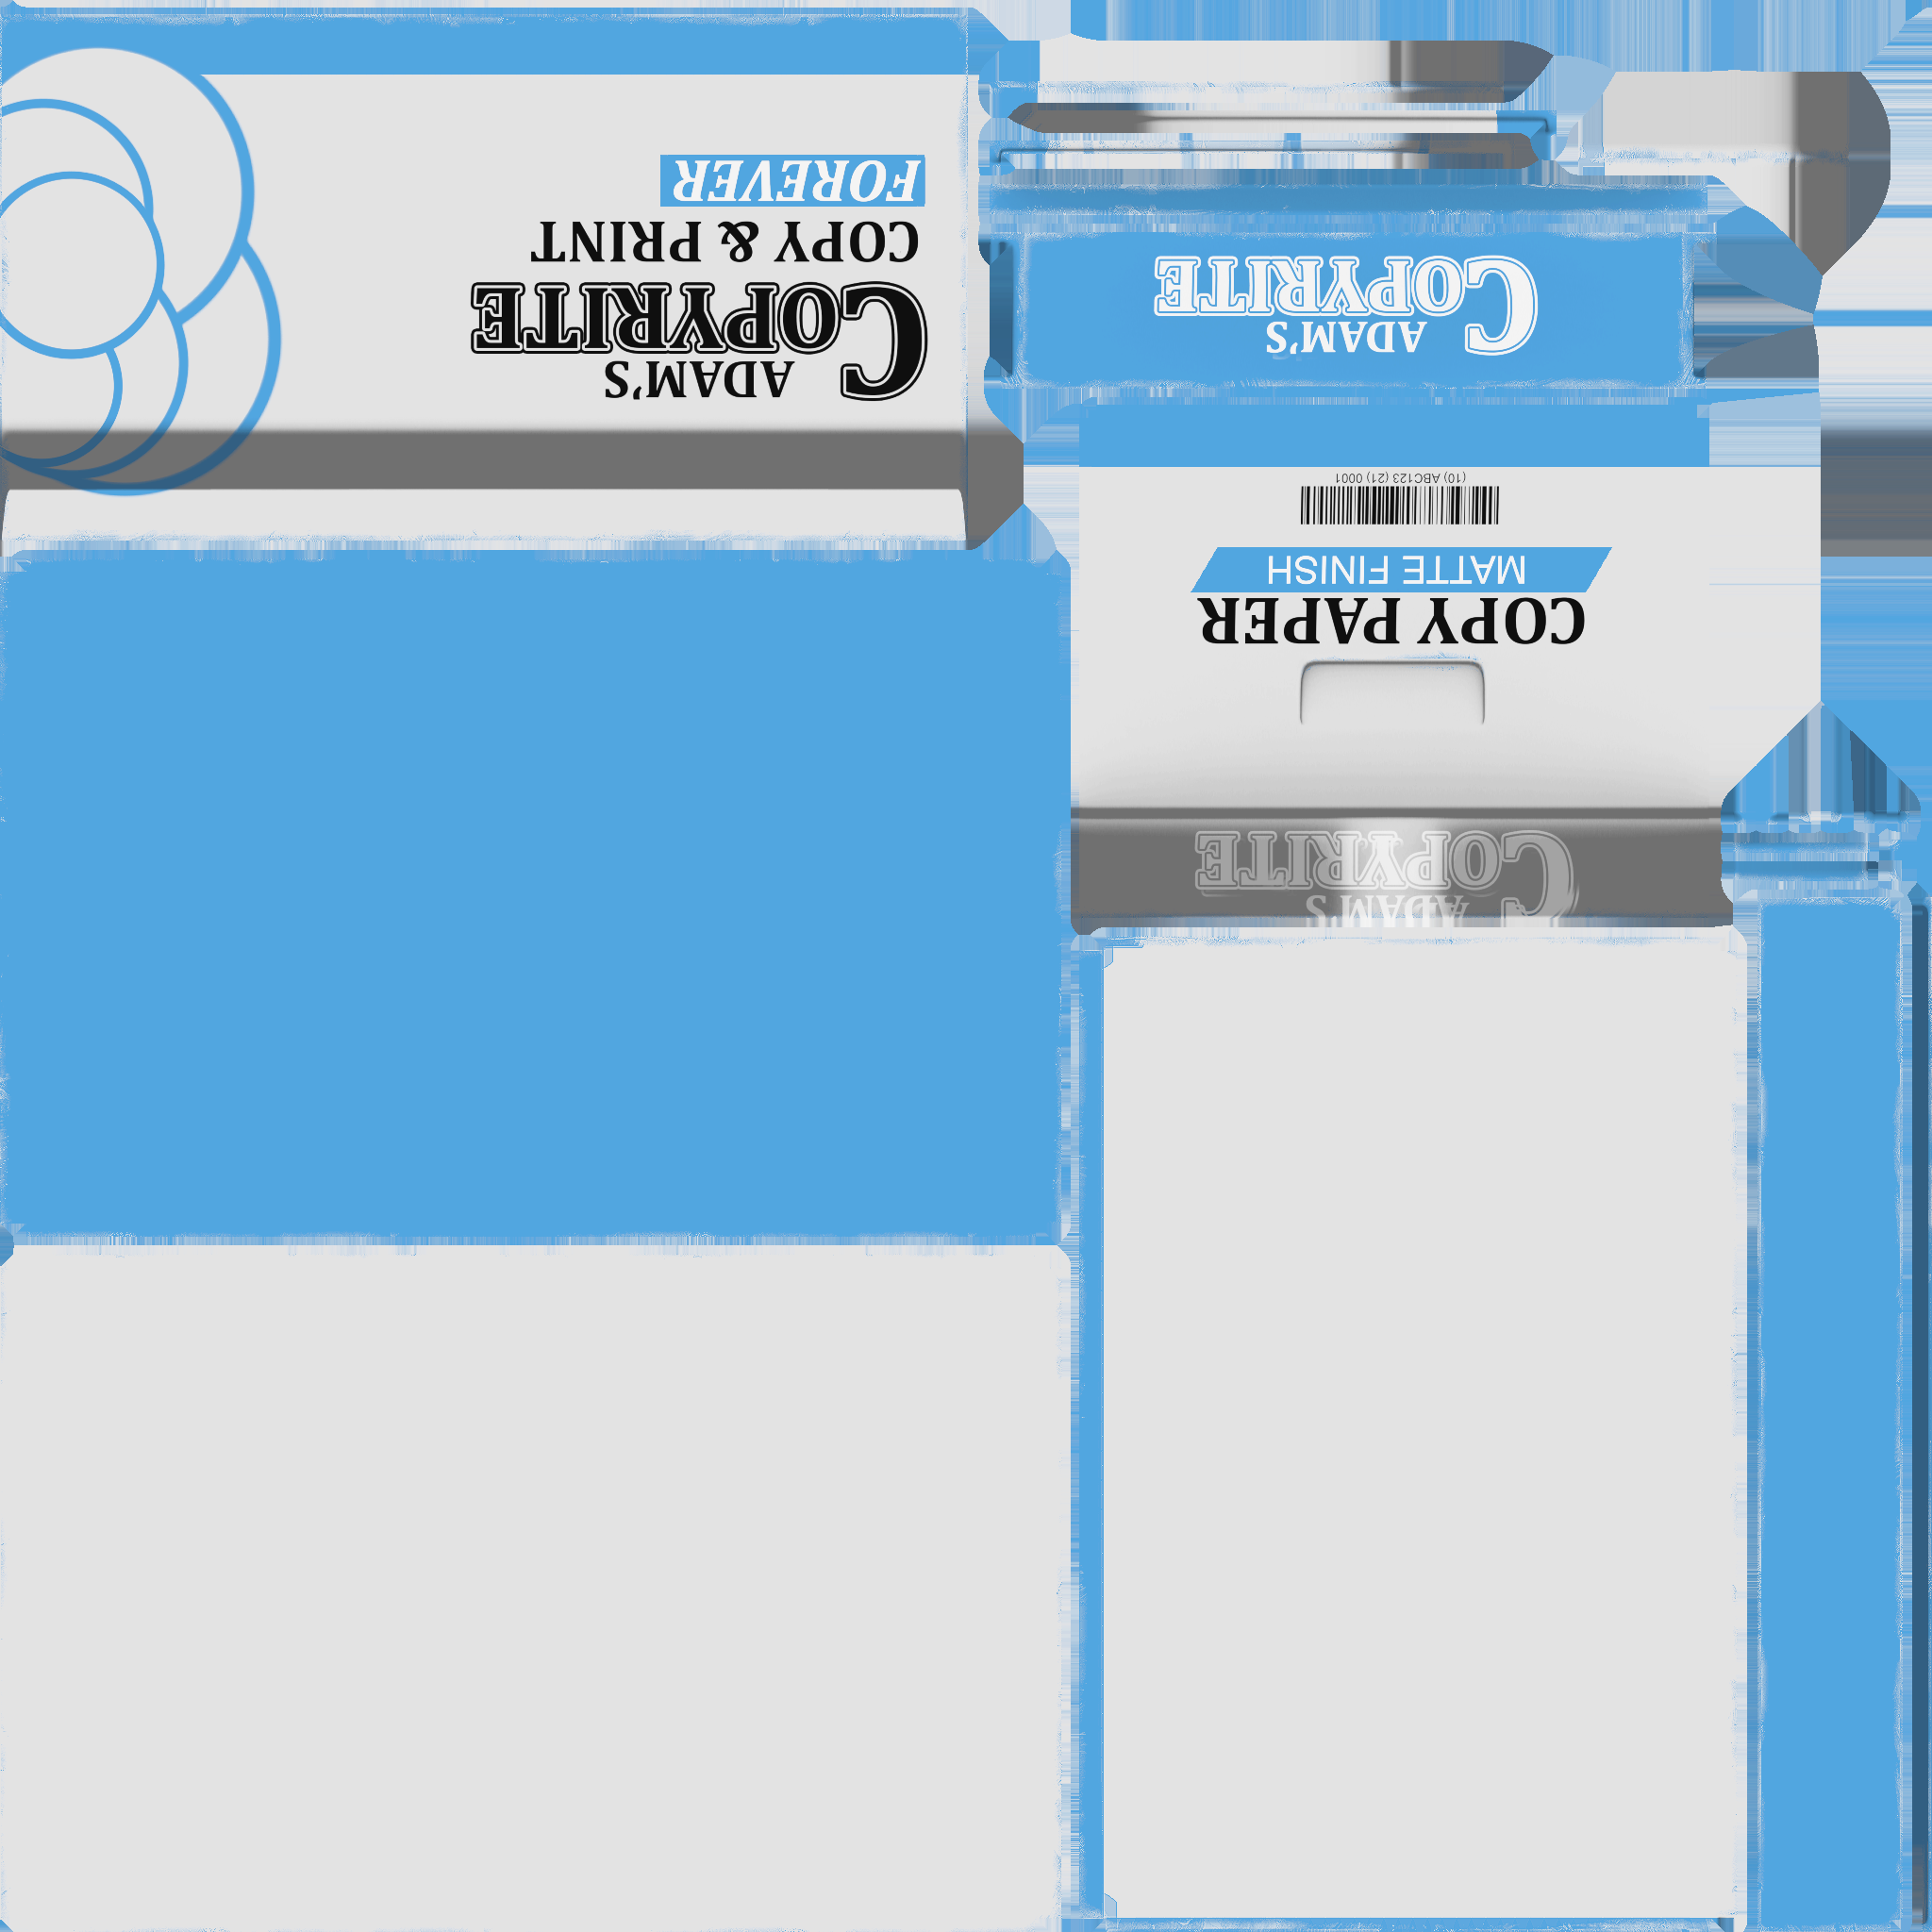 ADAM'S
COPYRITE
COPY & PRINT
FOREVER
ADAM'S
COPYRITE
ADAM'S
COPYRITE
COPY PAPER
MATTE FINISH
(10) ABC123 (21) 0001